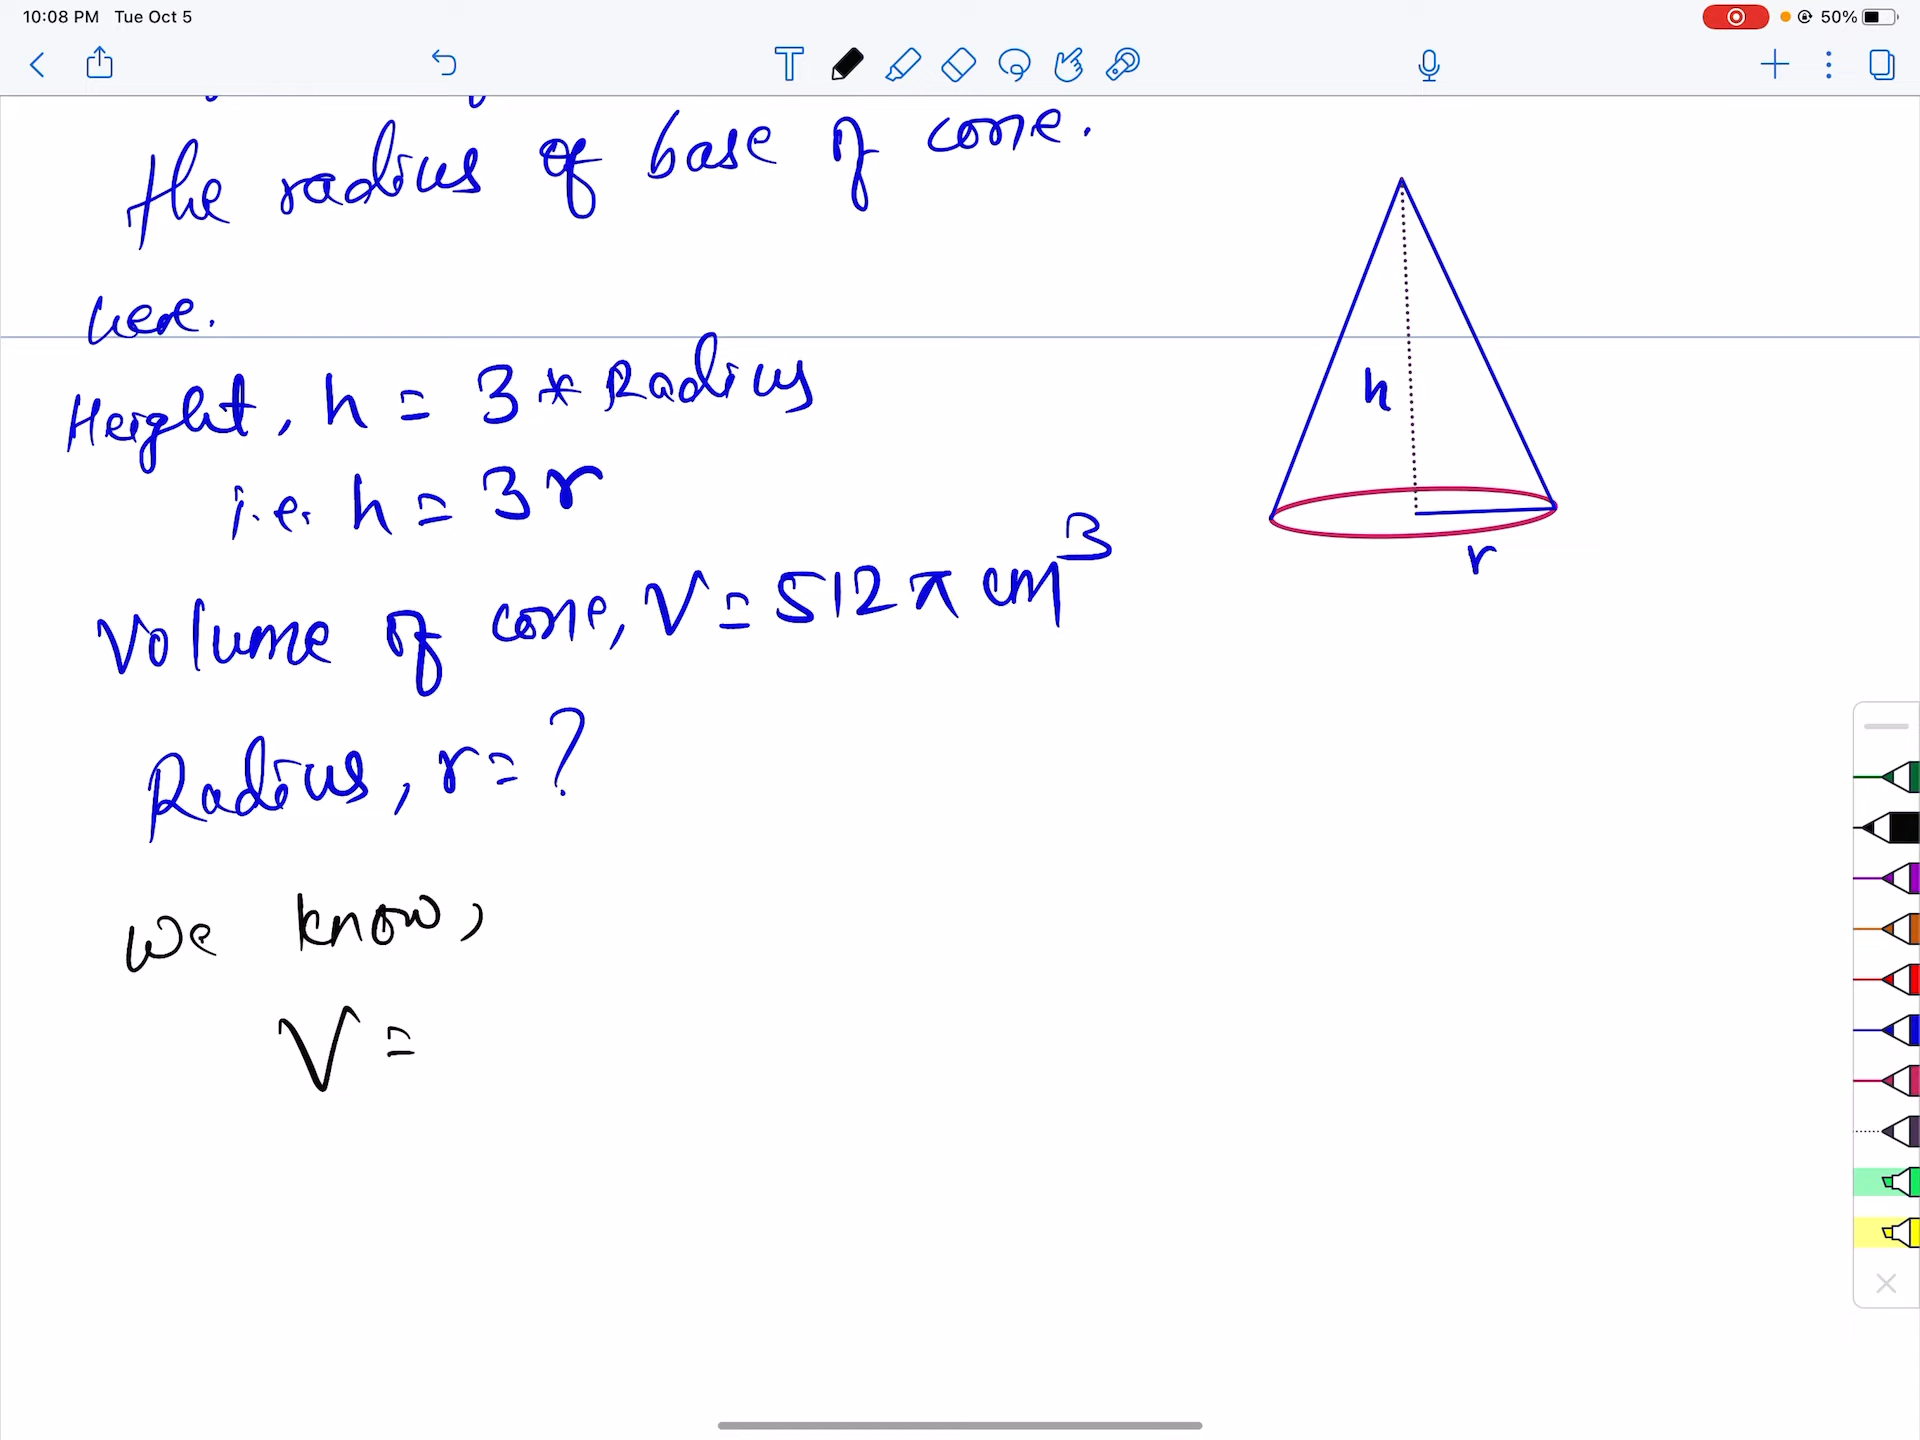 10:08 PM Tue Oct 5
50%
the radius of base of cone.
here.
Height, h = 3 * Radius
i.e. h = 3r
Volume of cone, V = 512 π cm³
Radius, r = ?
We know,
V =
h
r